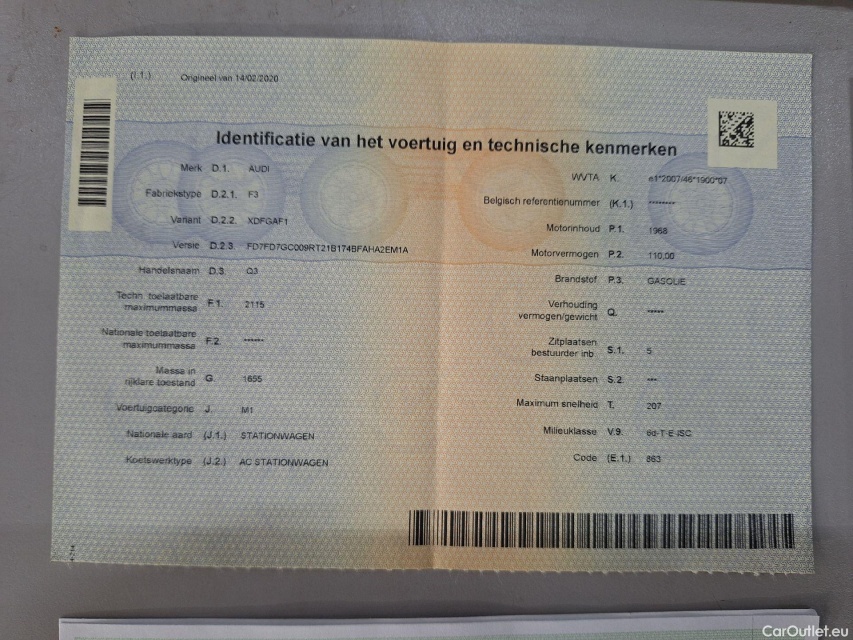 (I.1.) Origineel van 14/02/2020
Identificatie van het voertuig en technische kenmerken
Merk D.1. AUDI
Fabriekstype D.2.1. F3
Variant D.2.2. XDFGAF1
Versie D.2.3. FD7FD7GC009RT21B174BFAHA2EM1A
Handelsnaam D.3. Q3
Techn. toelaatbare
maximummassa F.1. 2115
Nationale toelaatbare
maximummassa F.2. ******
Massa in
rijklare toestand G. 1655
Voertuigcategorie J. M1
Nationale aard (J.1.) STATIONWAGEN
Koetswerktype (J.2.) AC STATIONWAGEN
WVTA K. e1*2007/46*1900*07
Belgisch referentienummer (K.1.) ********
Motorinhoud P.1. 1968
Motorvermogen P.2. 110.00
Brandstof P.3. GASOLIE
Verhouding
vermogen/gewicht Q. *****
Zitplaatsen
bestuurder inb S.1. 5
Staanplaatsen S.2. ***
Maximum snelheid T. 207
Milieuklasse V.9. 6d-T-E-ISC
Code (E.1.) 863
CarOutlet.eu